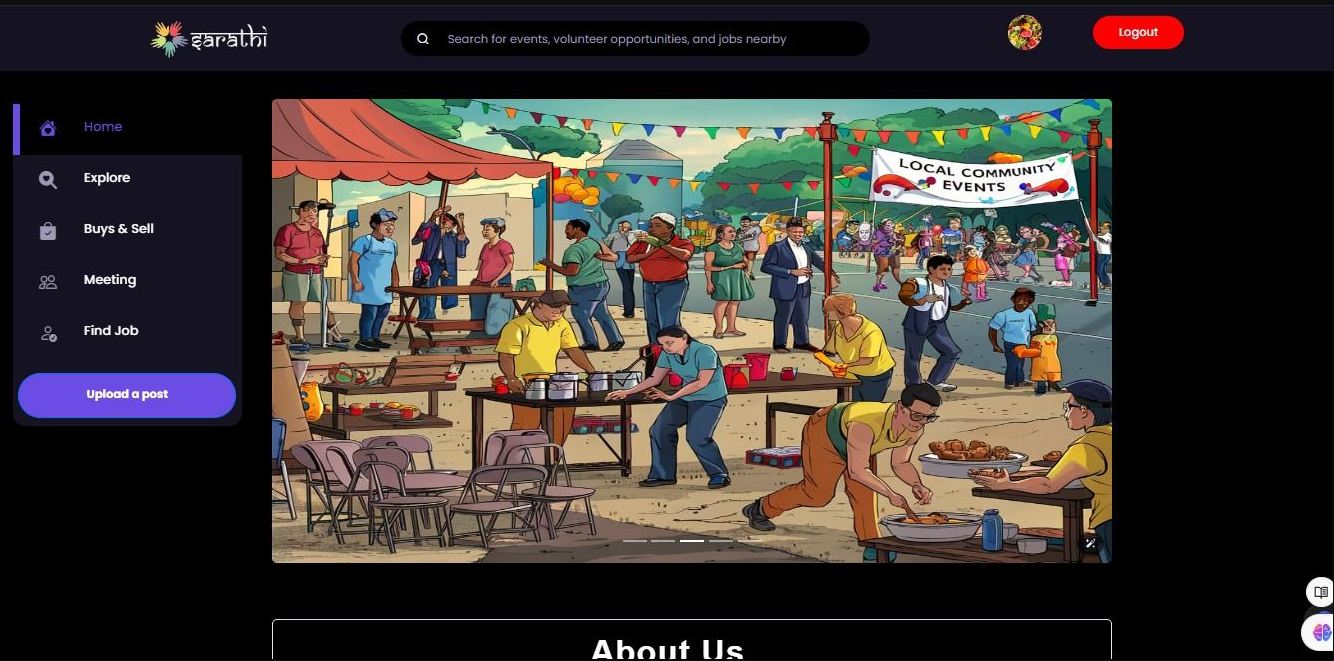 sarathi
Search for events, volunteer opportunities, and jobs nearby
Logout
Home
Explore
Buys & Sell
Meeting
Find Job
Upload a post
LOCAL COMMUNITY
EVENTS
About Us